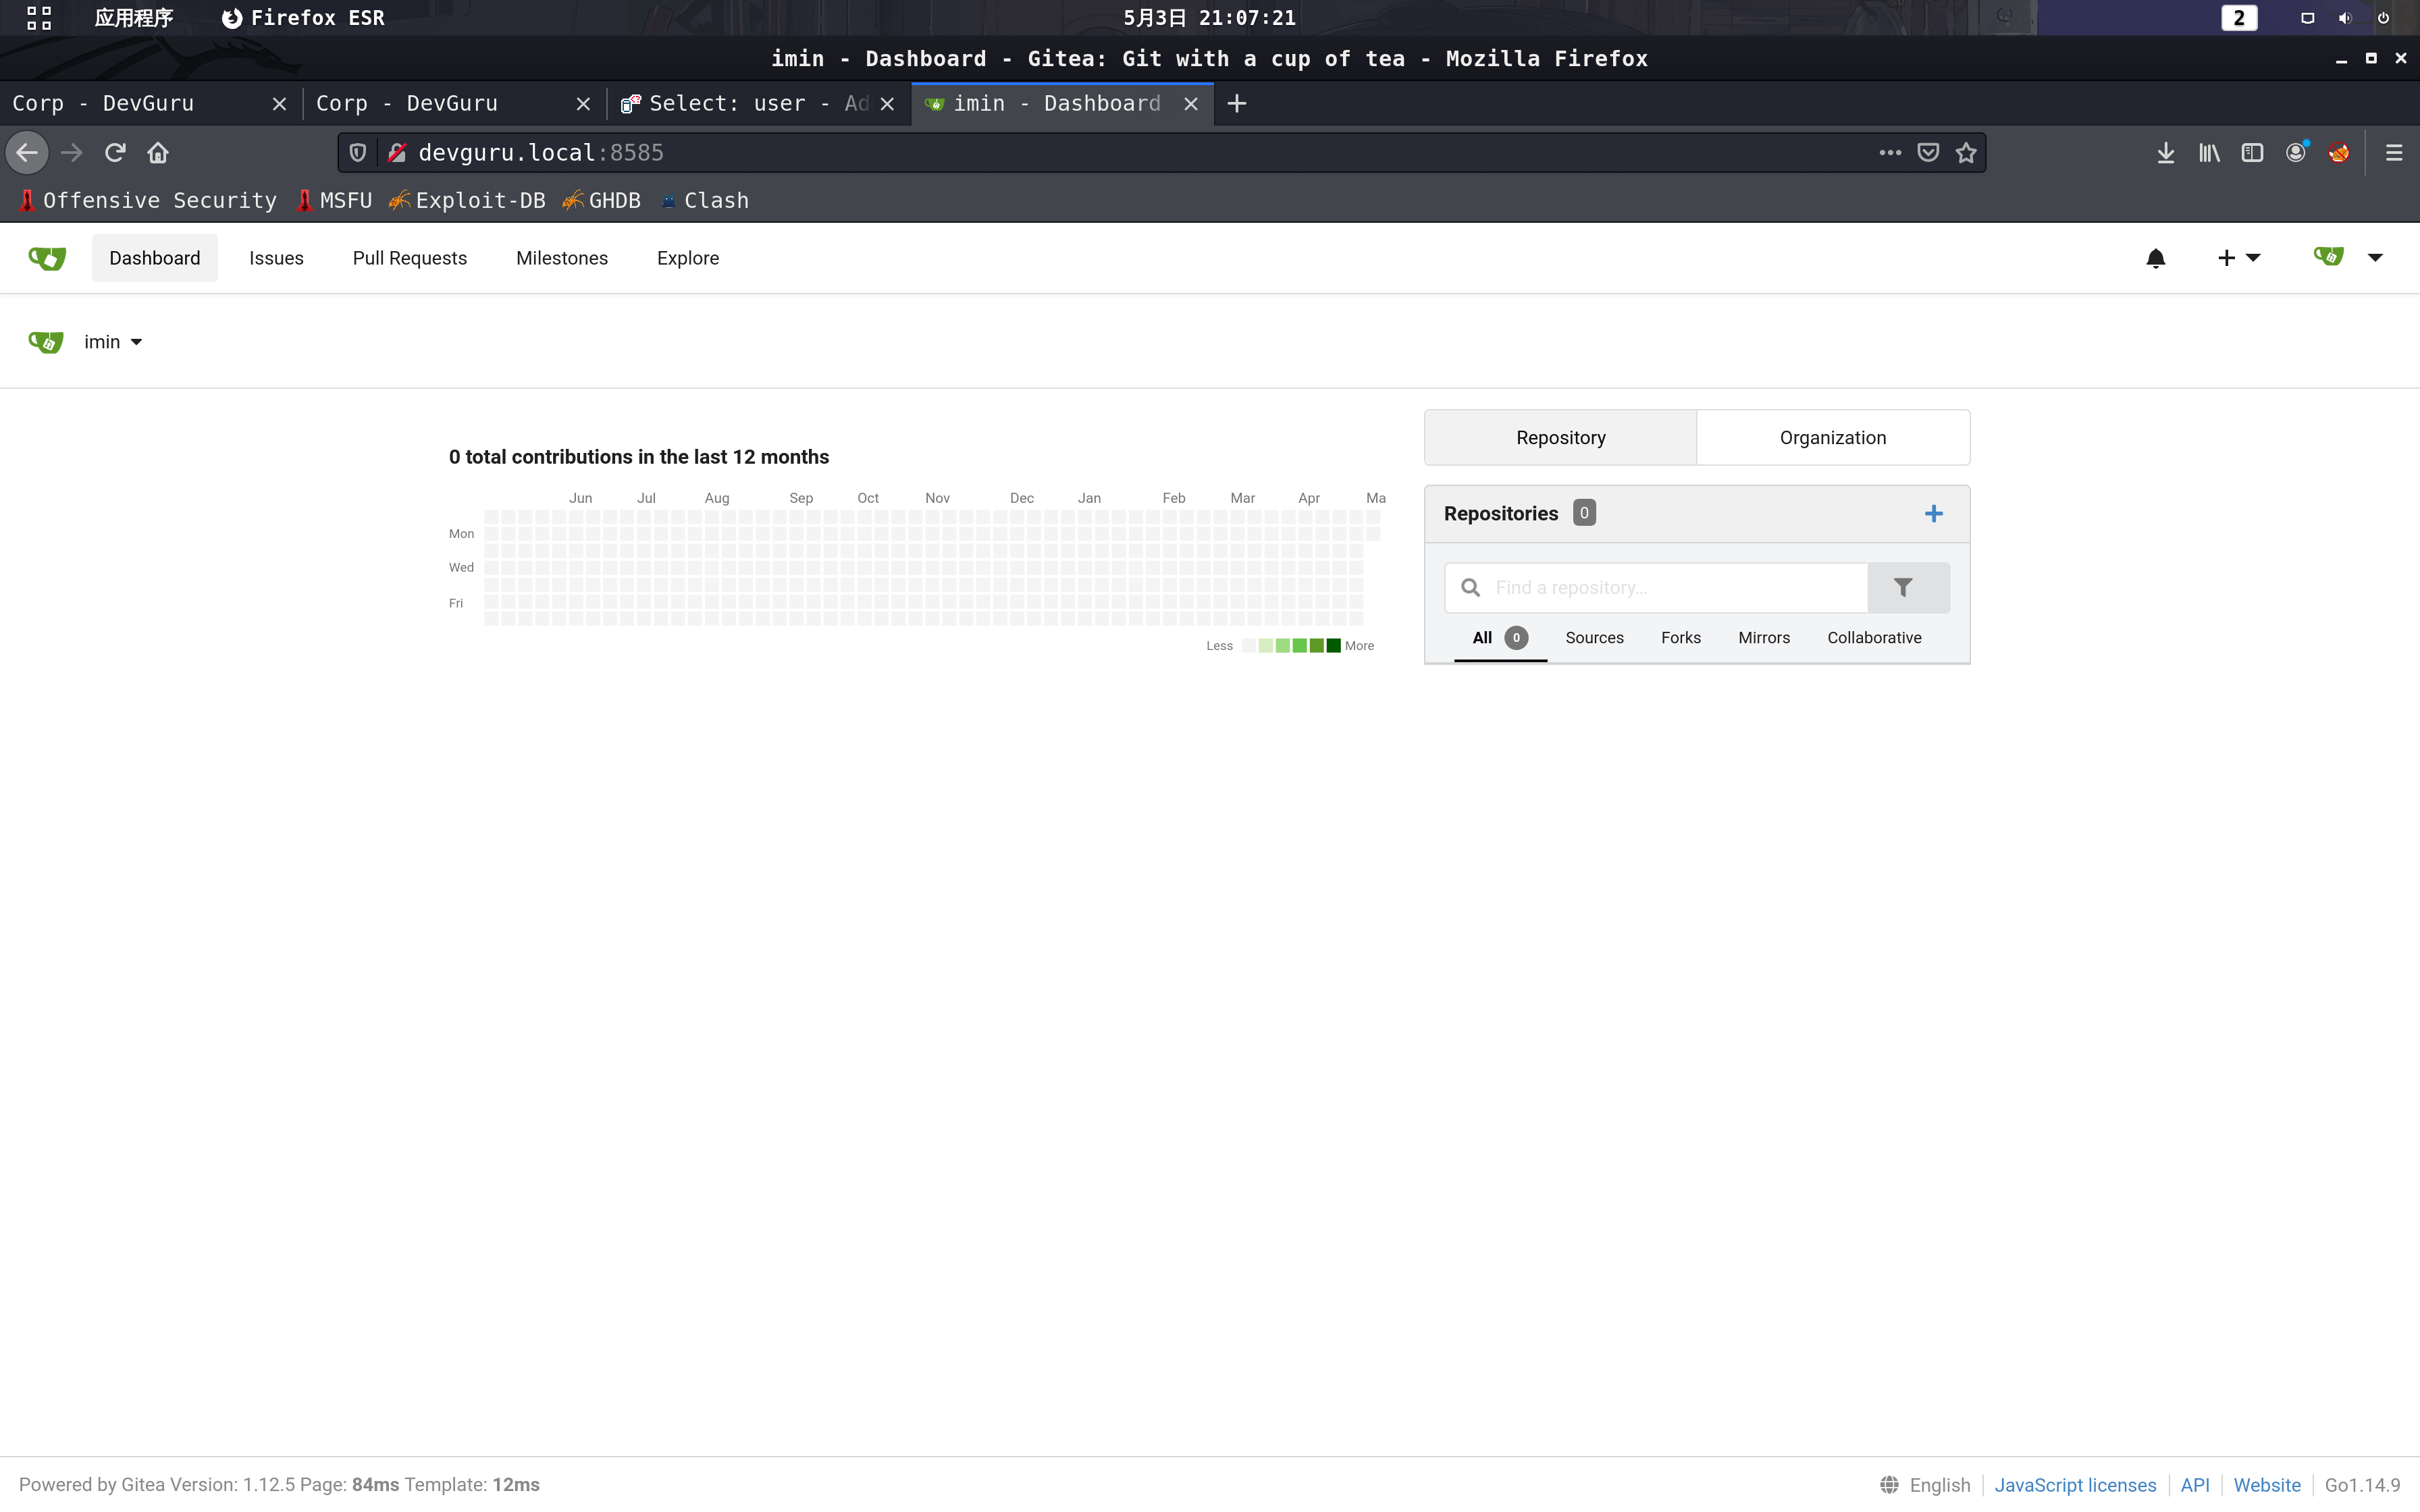 应用程序 Firefox ESR 5月3日 21:07:21 2
imin - Dashboard - Gitea: Git with a cup of tea - Mozilla Firefox
Corp - DevGuru Corp - DevGuru Select: user - Ad imin - Dashboard
devguru.local:8585
Offensive Security MSFU Exploit-DB GHDB Clash
Dashboard Issues Pull Requests Milestones Explore
imin
Repository Organization
0 total contributions in the last 12 months
Jun Jul Aug Sep Oct Nov Dec Jan Feb Mar Apr Ma
Mon
Wed
Fri
Less More
Repositories 0
Find a repository...
All 0 Sources Forks Mirrors Collaborative
Powered by Gitea Version: 1.12.5 Page: 84ms Template: 12ms
English JavaScript licenses API Website Go1.14.9